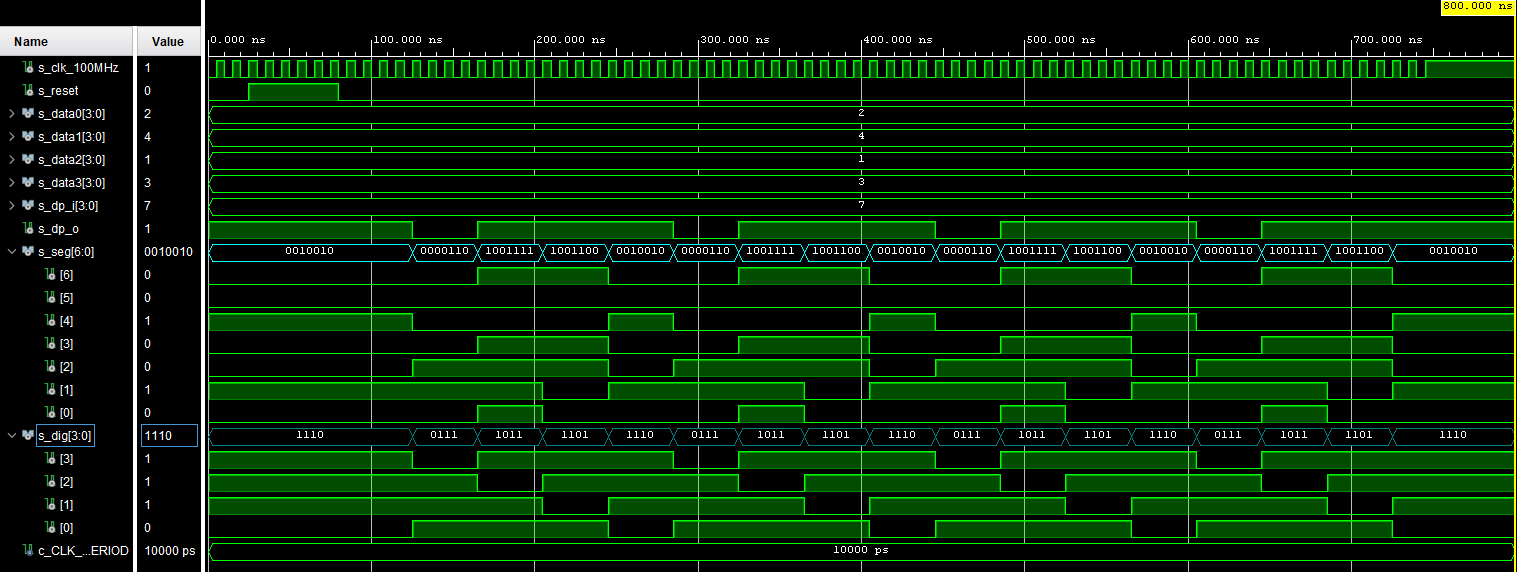 800.000 ns
Name Value 0.000 ns 100.000 ns 200.000 ns 300.000 ns 400.000 ns 500.000 ns 600.000 ns 700.000 ns
s_clk_100MHz 1
s_reset 0
s_data0[3:0] 2 2
s_data1[3:0] 4 4
s_data2[3:0] 1 1
s_data3[3:0] 3 3
s_dp_i[3:0] 7 7
s_dp_o 1
s_seg[6:0] 0010010 0010010 0000110 1001111 1001100 0010010 0000110 1001111 1001100 0010010 0000110 1001111 1001100 0010010 0000110 1001111 1001100 0010010
[6] 0
[5] 0
[4] 1
[3] 0
[2] 0
[1] 1
[0] 0
s_dig[3:0] 1110 1110 0111 1011 1101 1110 0111 1011 1101 1110 0111 1011 1101 1110 0111 1011 1101 1110
[3] 1
[2] 1
[1] 1
[0] 0
c_CLK_...ERIOD 10000 ps 10000 ps